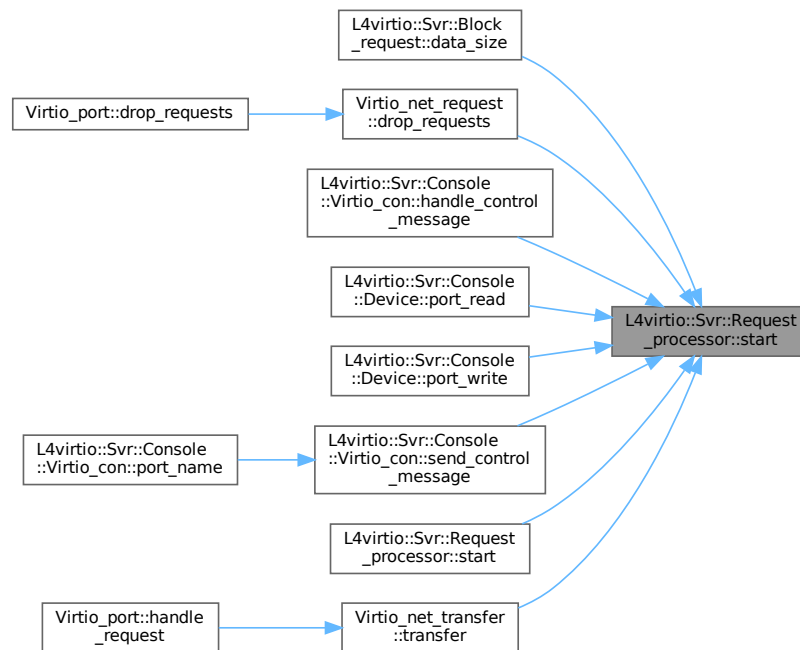 L4virtio::Svr::Block
_request::data_size
Virtio_port::drop_requests
Virtio_net_request
::drop_requests
L4virtio::Svr::Console
::Virtio_con::handle_control
_message
L4virtio::Svr::Console
::Device::port_read
L4virtio::Svr::Request
_processor::start
L4virtio::Svr::Console
::Device::port_write
L4virtio::Svr::Console
::Virtio_con::port_name
L4virtio::Svr::Console
::Virtio_con::send_control
_message
L4virtio::Svr::Request
_processor::start
Virtio_port::handle
_request
Virtio_net_transfer
::transfer